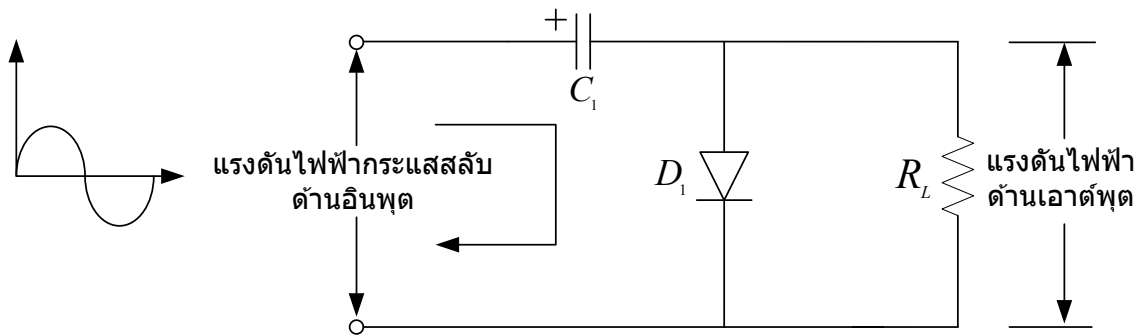 +
C₁
แรงดันไฟฟ้ากระแสสลับ
ด้านอินพุต
D₁
R_L
แรงดันไฟฟ้า
ด้านเอาต์พุต